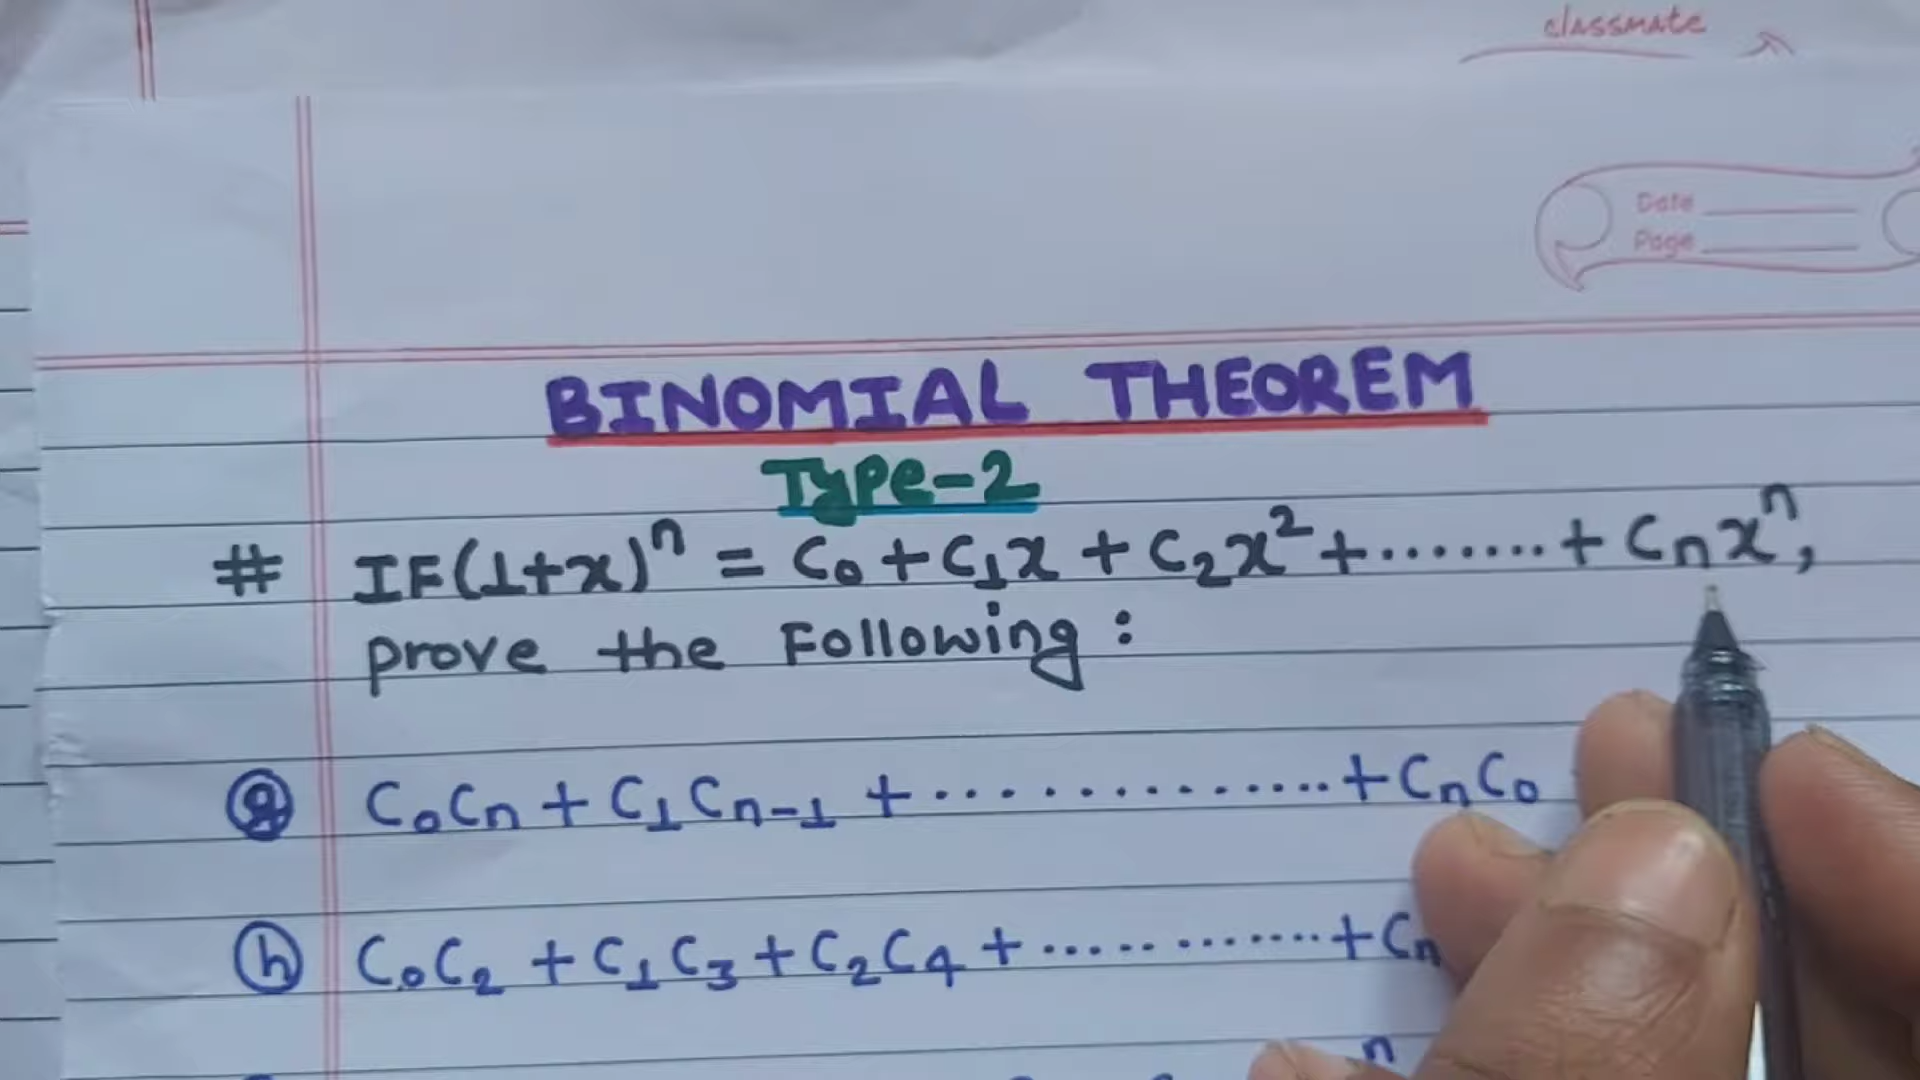 classmate
Date
Page
BINOMIAL THEOREM
Type-2
# IF (1+x)ⁿ = C₀ + C₁x + C₂x² + ........ + Cₙxⁿ,
prove the Following :
C₀Cₙ + C₁Cₙ₋₁ + .............. + CₙC₀
(h) C₀C₂ + C₁C₃ + C₂C₄ + ............. + Cₙ
n